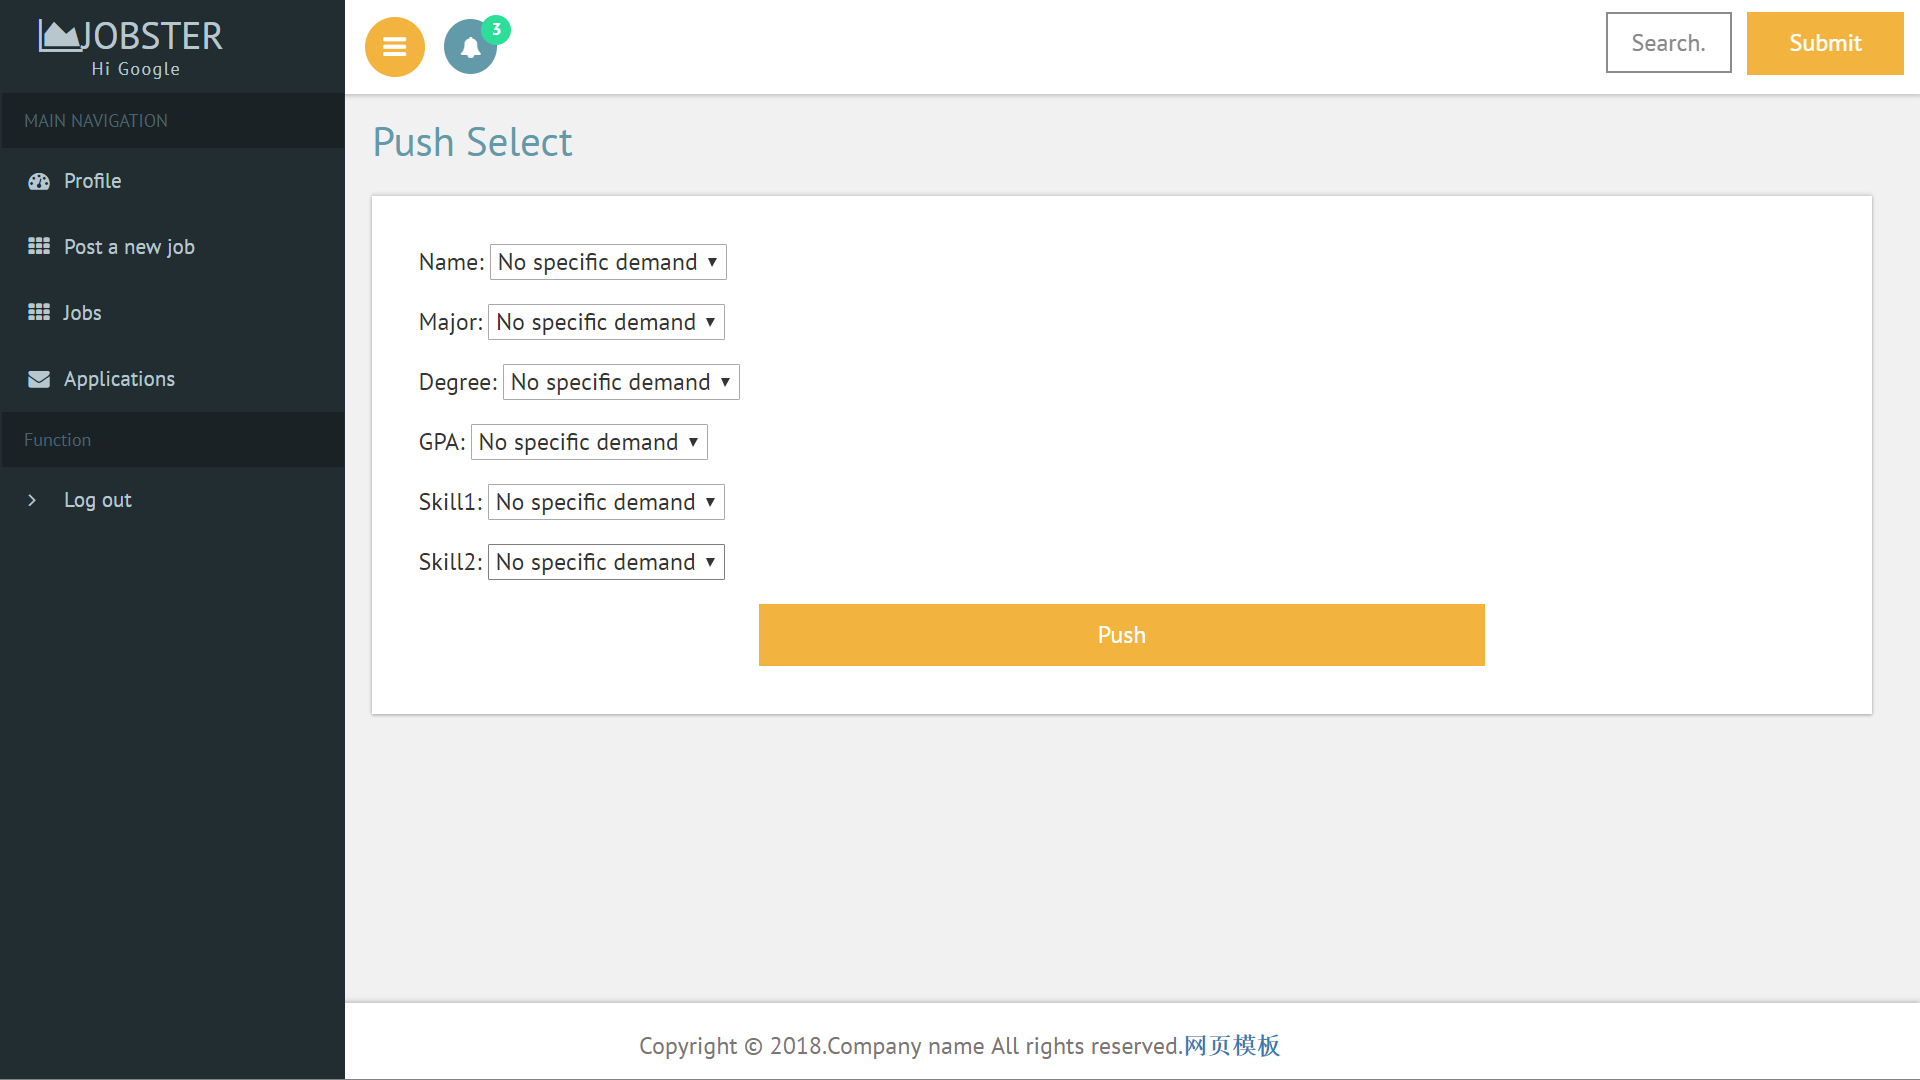 JOBSTER
Hi Google
MAIN NAVIGATION
Profile
Post a new job
Jobs
Applications
Function
Log out
3
Search.
Submit
Push Select
Name: No specific demand
Major: No specific demand
Degree: No specific demand
GPA: No specific demand
Skill1: No specific demand
Skill2: No specific demand
Push
Copyright © 2018.Company name All rights reserved.网页模板